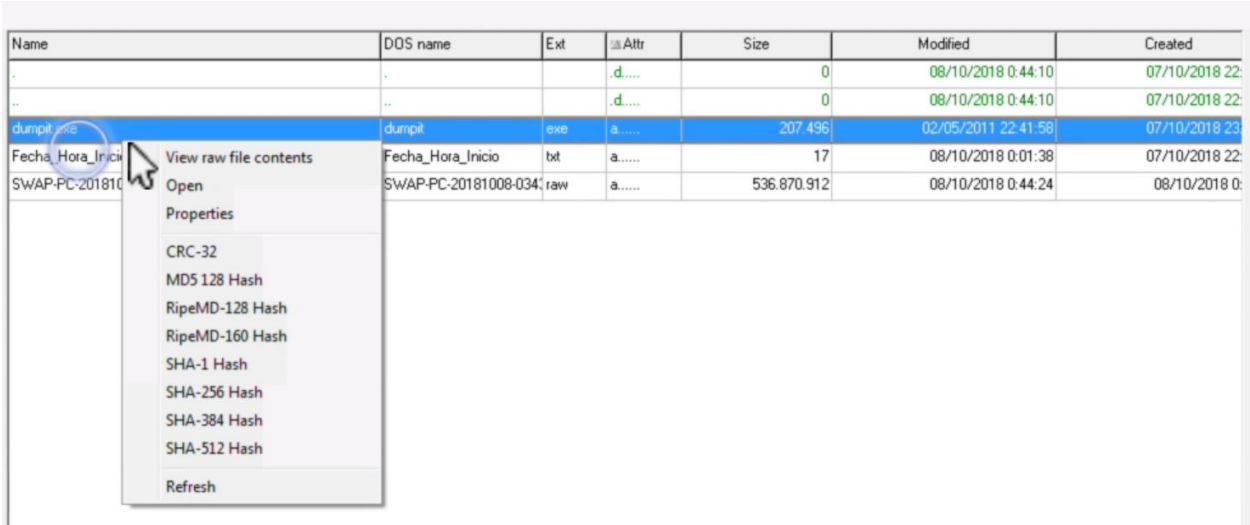 Name DOS name Ext Attr Size Modified Created
. . .d..... 0 08/10/2018 0:44:10 07/10/2018 22:
.. .. .d..... 0 08/10/2018 0:44:10 07/10/2018 22:
dumpit.exe dumpit exe a...... 207.496 02/05/2011 22:41:58 07/10/2018 23
Fecha_Hora_Inici Fecha_Hora_Inicio txt a...... 17 08/10/2018 0:01:38 07/10/2018 22:
SWAP-PC-201810 SWAP-PC-20181008-034 raw a...... 536.870.912 08/10/2018 0:44:24 08/10/2018 0:
View raw file contents
Open
Properties
CRC-32
MD5 128 Hash
RipeMD-128 Hash
RipeMD-160 Hash
SHA-1 Hash
SHA-256 Hash
SHA-384 Hash
SHA-512 Hash
Refresh